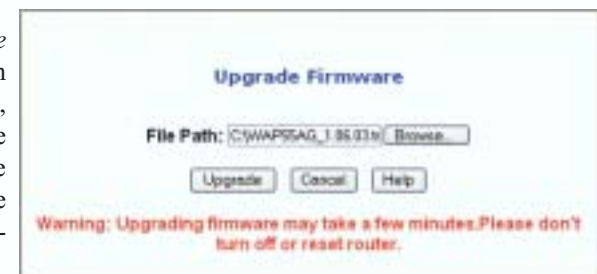 e
n
,
e
e
e
-
Upgrade Firmware
File Path: Browse...
Upgrade Cancel Help
Warning: Upgrading firmware may take a few minutes.Please don't
turn off or reset router.